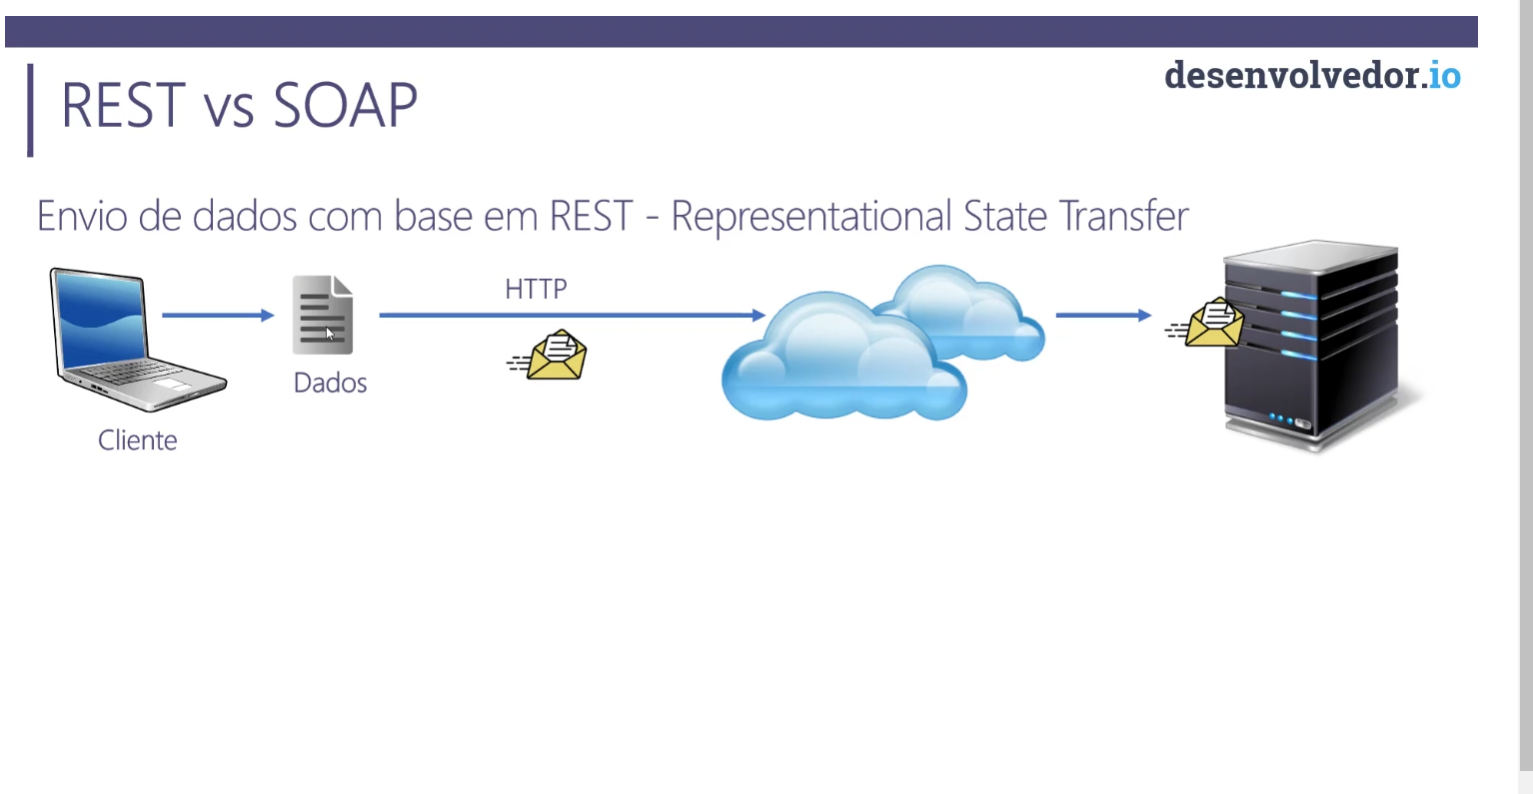 desenvolvedor.io
REST vs SOAP
Envio de dados com base em REST - Representational State Transfer
HTTP
Dados
Cliente